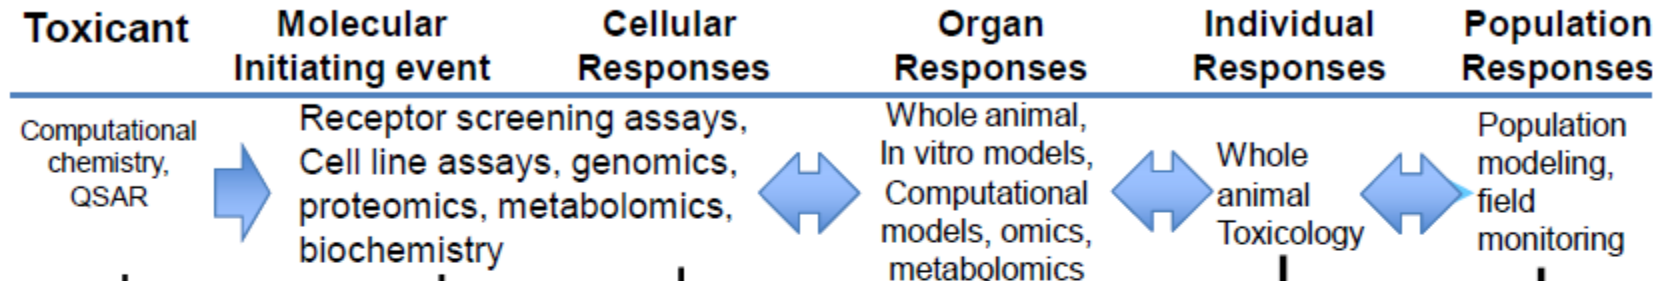 Toxicant
Molecular
Initiating event
Cellular
Responses
Organ
Responses
Individual
Responses
Population
Responses
Computational
chemistry,
QSAR
Receptor screening assays,
Cell line assays, genomics,
proteomics, metabolomics,
biochemistry
Whole animal,
In vitro models,
Computational
models, omics,
metabolomics
Whole
animal
Toxicology
Population
modeling,
field
monitoring